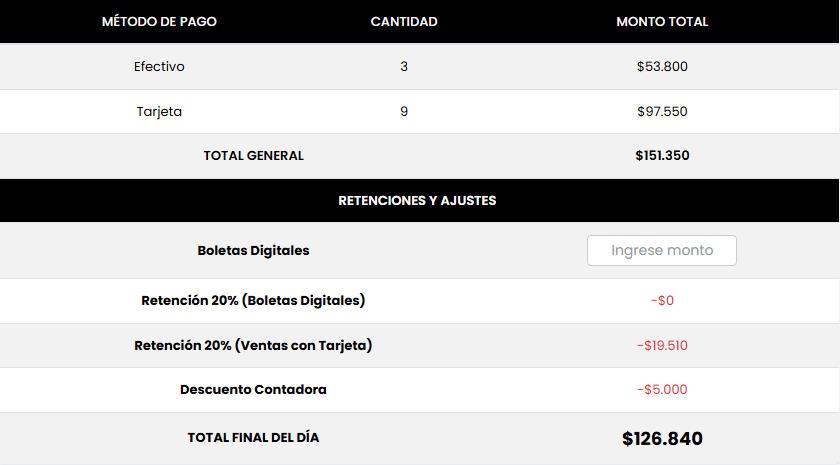 MÉTODO DE PAGO CANTIDAD MONTO TOTAL
Efectivo 3 $53.800
Tarjeta 9 $97.550
TOTAL GENERAL $151.350
RETENCIONES Y AJUSTES
Boletas Digitales Ingrese monto
Retención 20% (Boletas Digitales) -$0
Retención 20% (Ventas con Tarjeta) -$19.510
Descuento Contadora -$5.000
TOTAL FINAL DEL DÍA $126.840